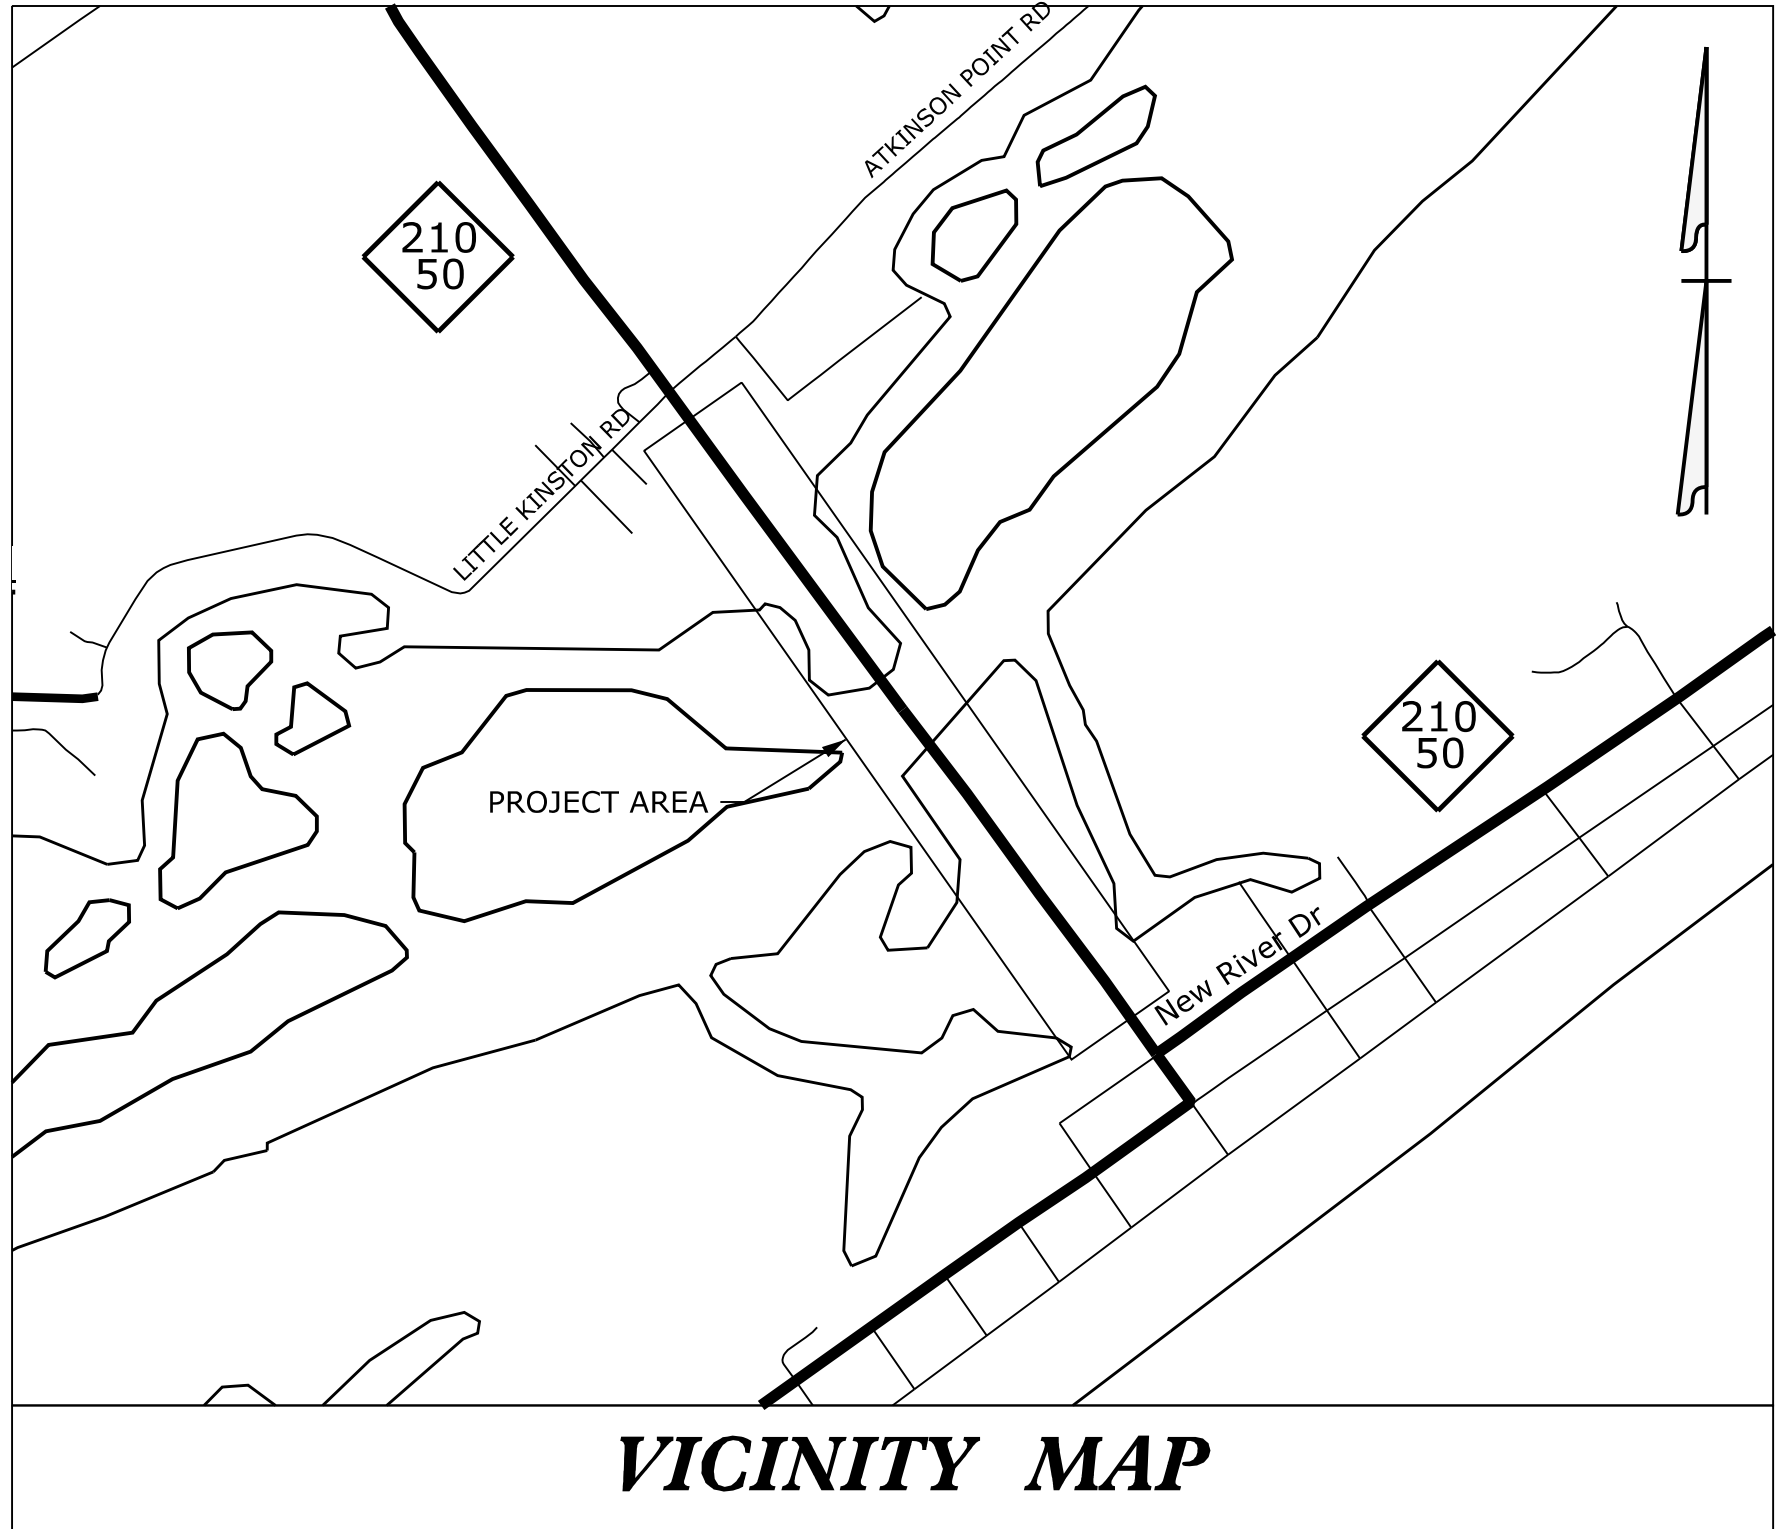 ATKINSON POINT RD
210
50
LITTLE KINSTON RD
210
50
PROJECT AREA
New River Dr
VICINITY MAP